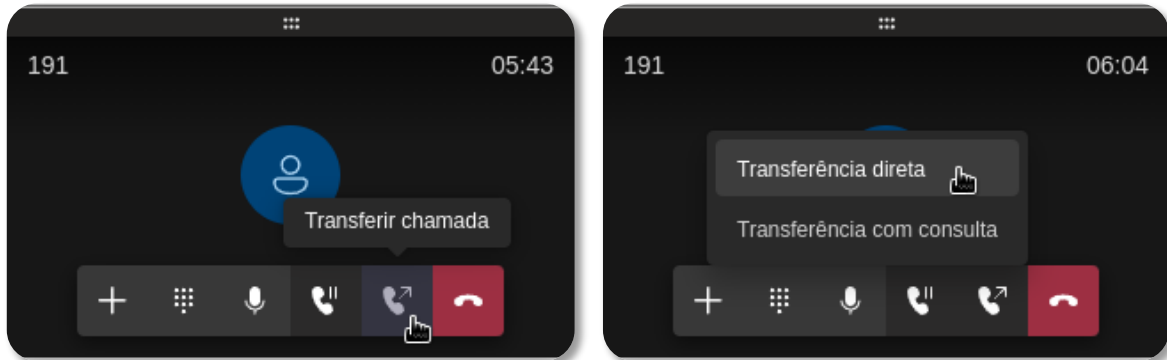 191
05:43
Transferir chamada
191
06:04
Transferência direta
Transferência com consulta